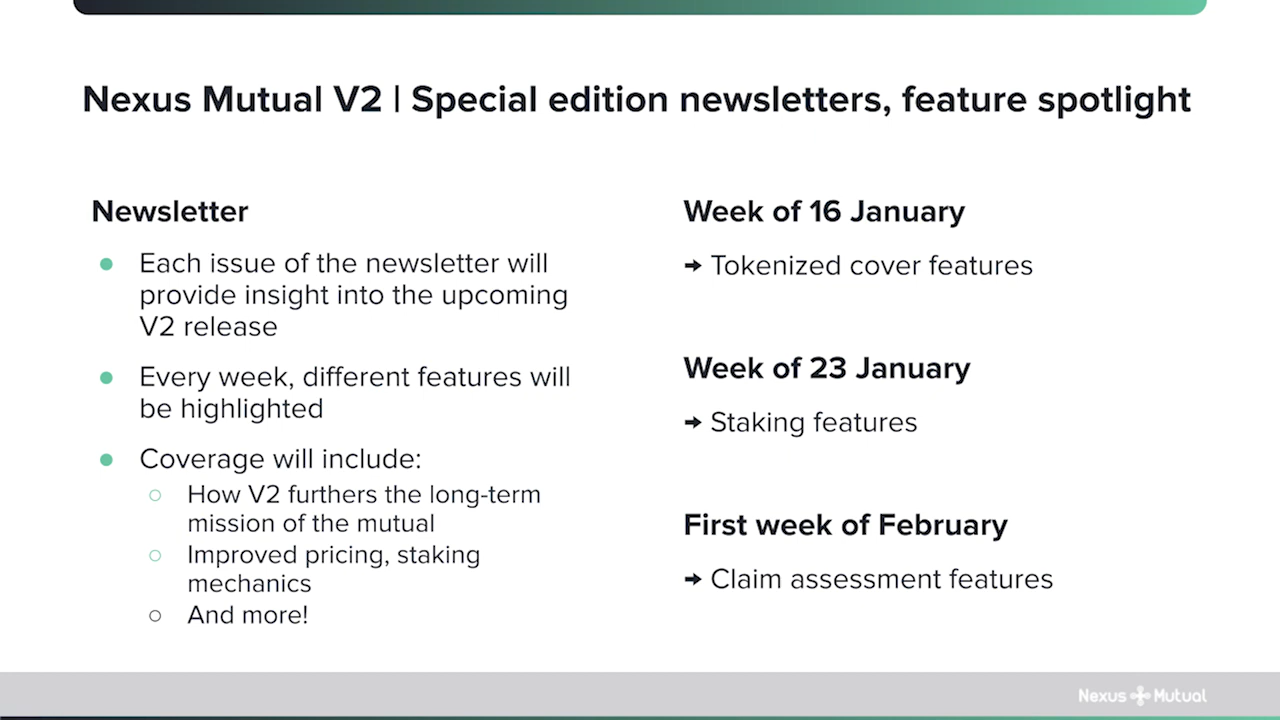 Nexus Mutual V2 | Special edition newsletters, feature spotlight
Newsletter
● Each issue of the newsletter will
provide insight into the upcoming
V2 release
● Every week, different features will
be highlighted
● Coverage will include:
○ How V2 furthers the long-term
mission of the mutual
○ Improved pricing, staking
mechanics
○ And more!
Week of 16 January
→ Tokenized cover features
Week of 23 January
→ Staking features
First week of February
→ Claim assessment features
Nexus Mutual